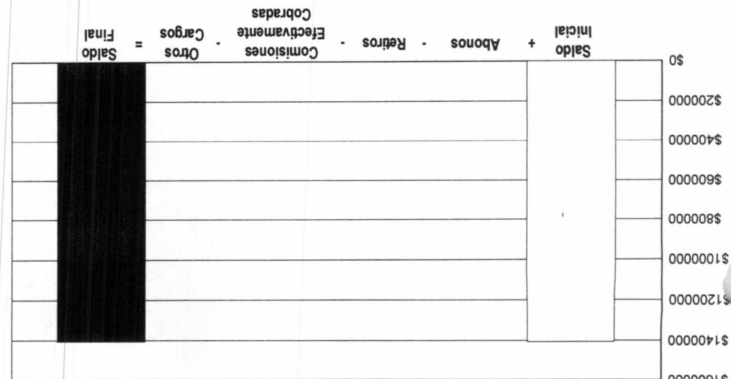 $1600000
$1400000
$1200000
$1000000
$800000
$600000
$400000
$200000
$0
Saldo
Inicial
+
Abonos
-
Retiros
-
Comisiones
Efectivamente
Cobradas
-
Otros
Cargos
=
Saldo
Final